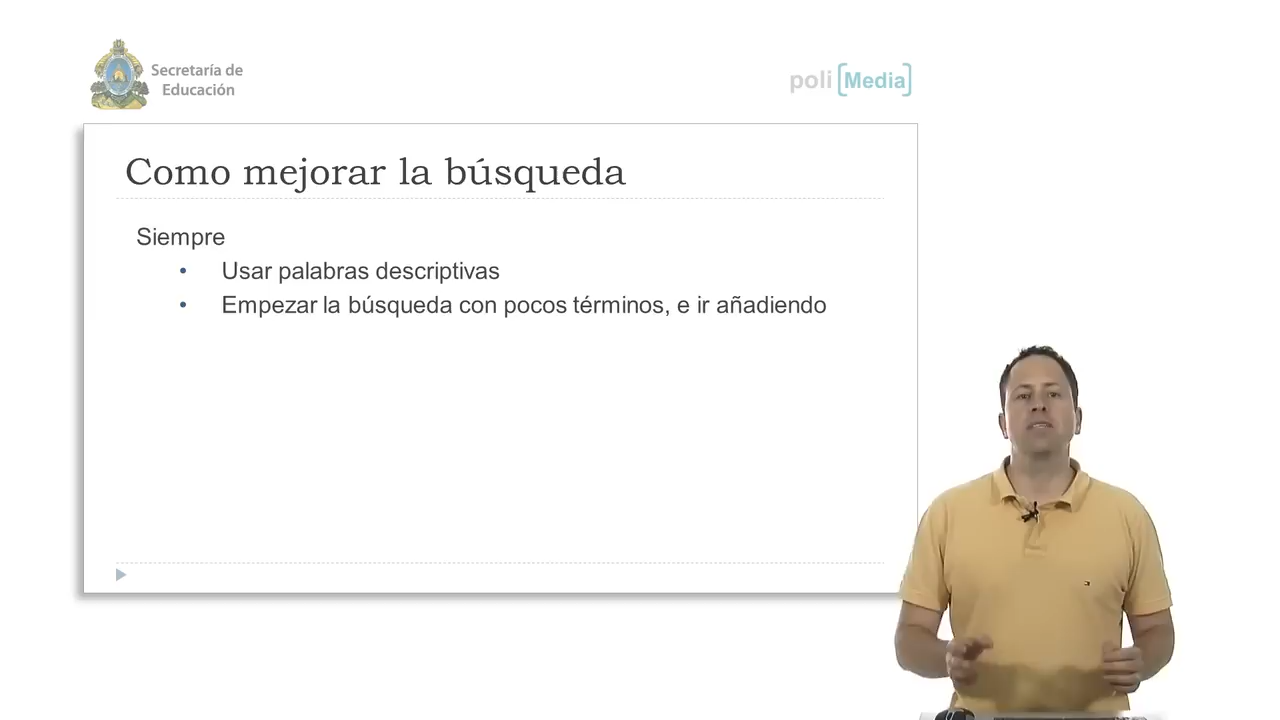 Secretaría de
Educación
poli [Media]
Como mejorar la búsqueda
Siempre
• Usar palabras descriptivas
• Empezar la búsqueda con pocos términos, e ir añadiendo